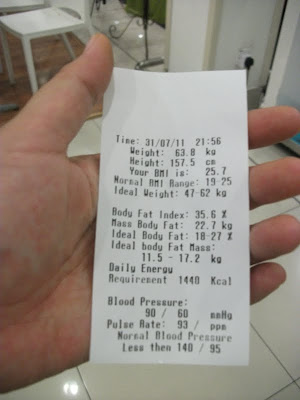 Time: 31/07/11 21:56
Weight: 63.8 kg
Height: 157.5 cm
Your BMI is: 25.7
Normal BMI Range: 19-25
Ideal Weight: 47-62 kg
Body Fat Index: 35.6 %
Mass Body Fat: 22.7 kg
Ideal Body Fat: 18-27 %
Ideal body Fat Mass:
11.5 - 17.2 kg
Daily Energy
Requirement 1440 Kcal
Blood Pressure:
90 / 60 mmHg
Pulse Rate: 93 / ppm
Normal Blood Pressure
Less then 140 / 95